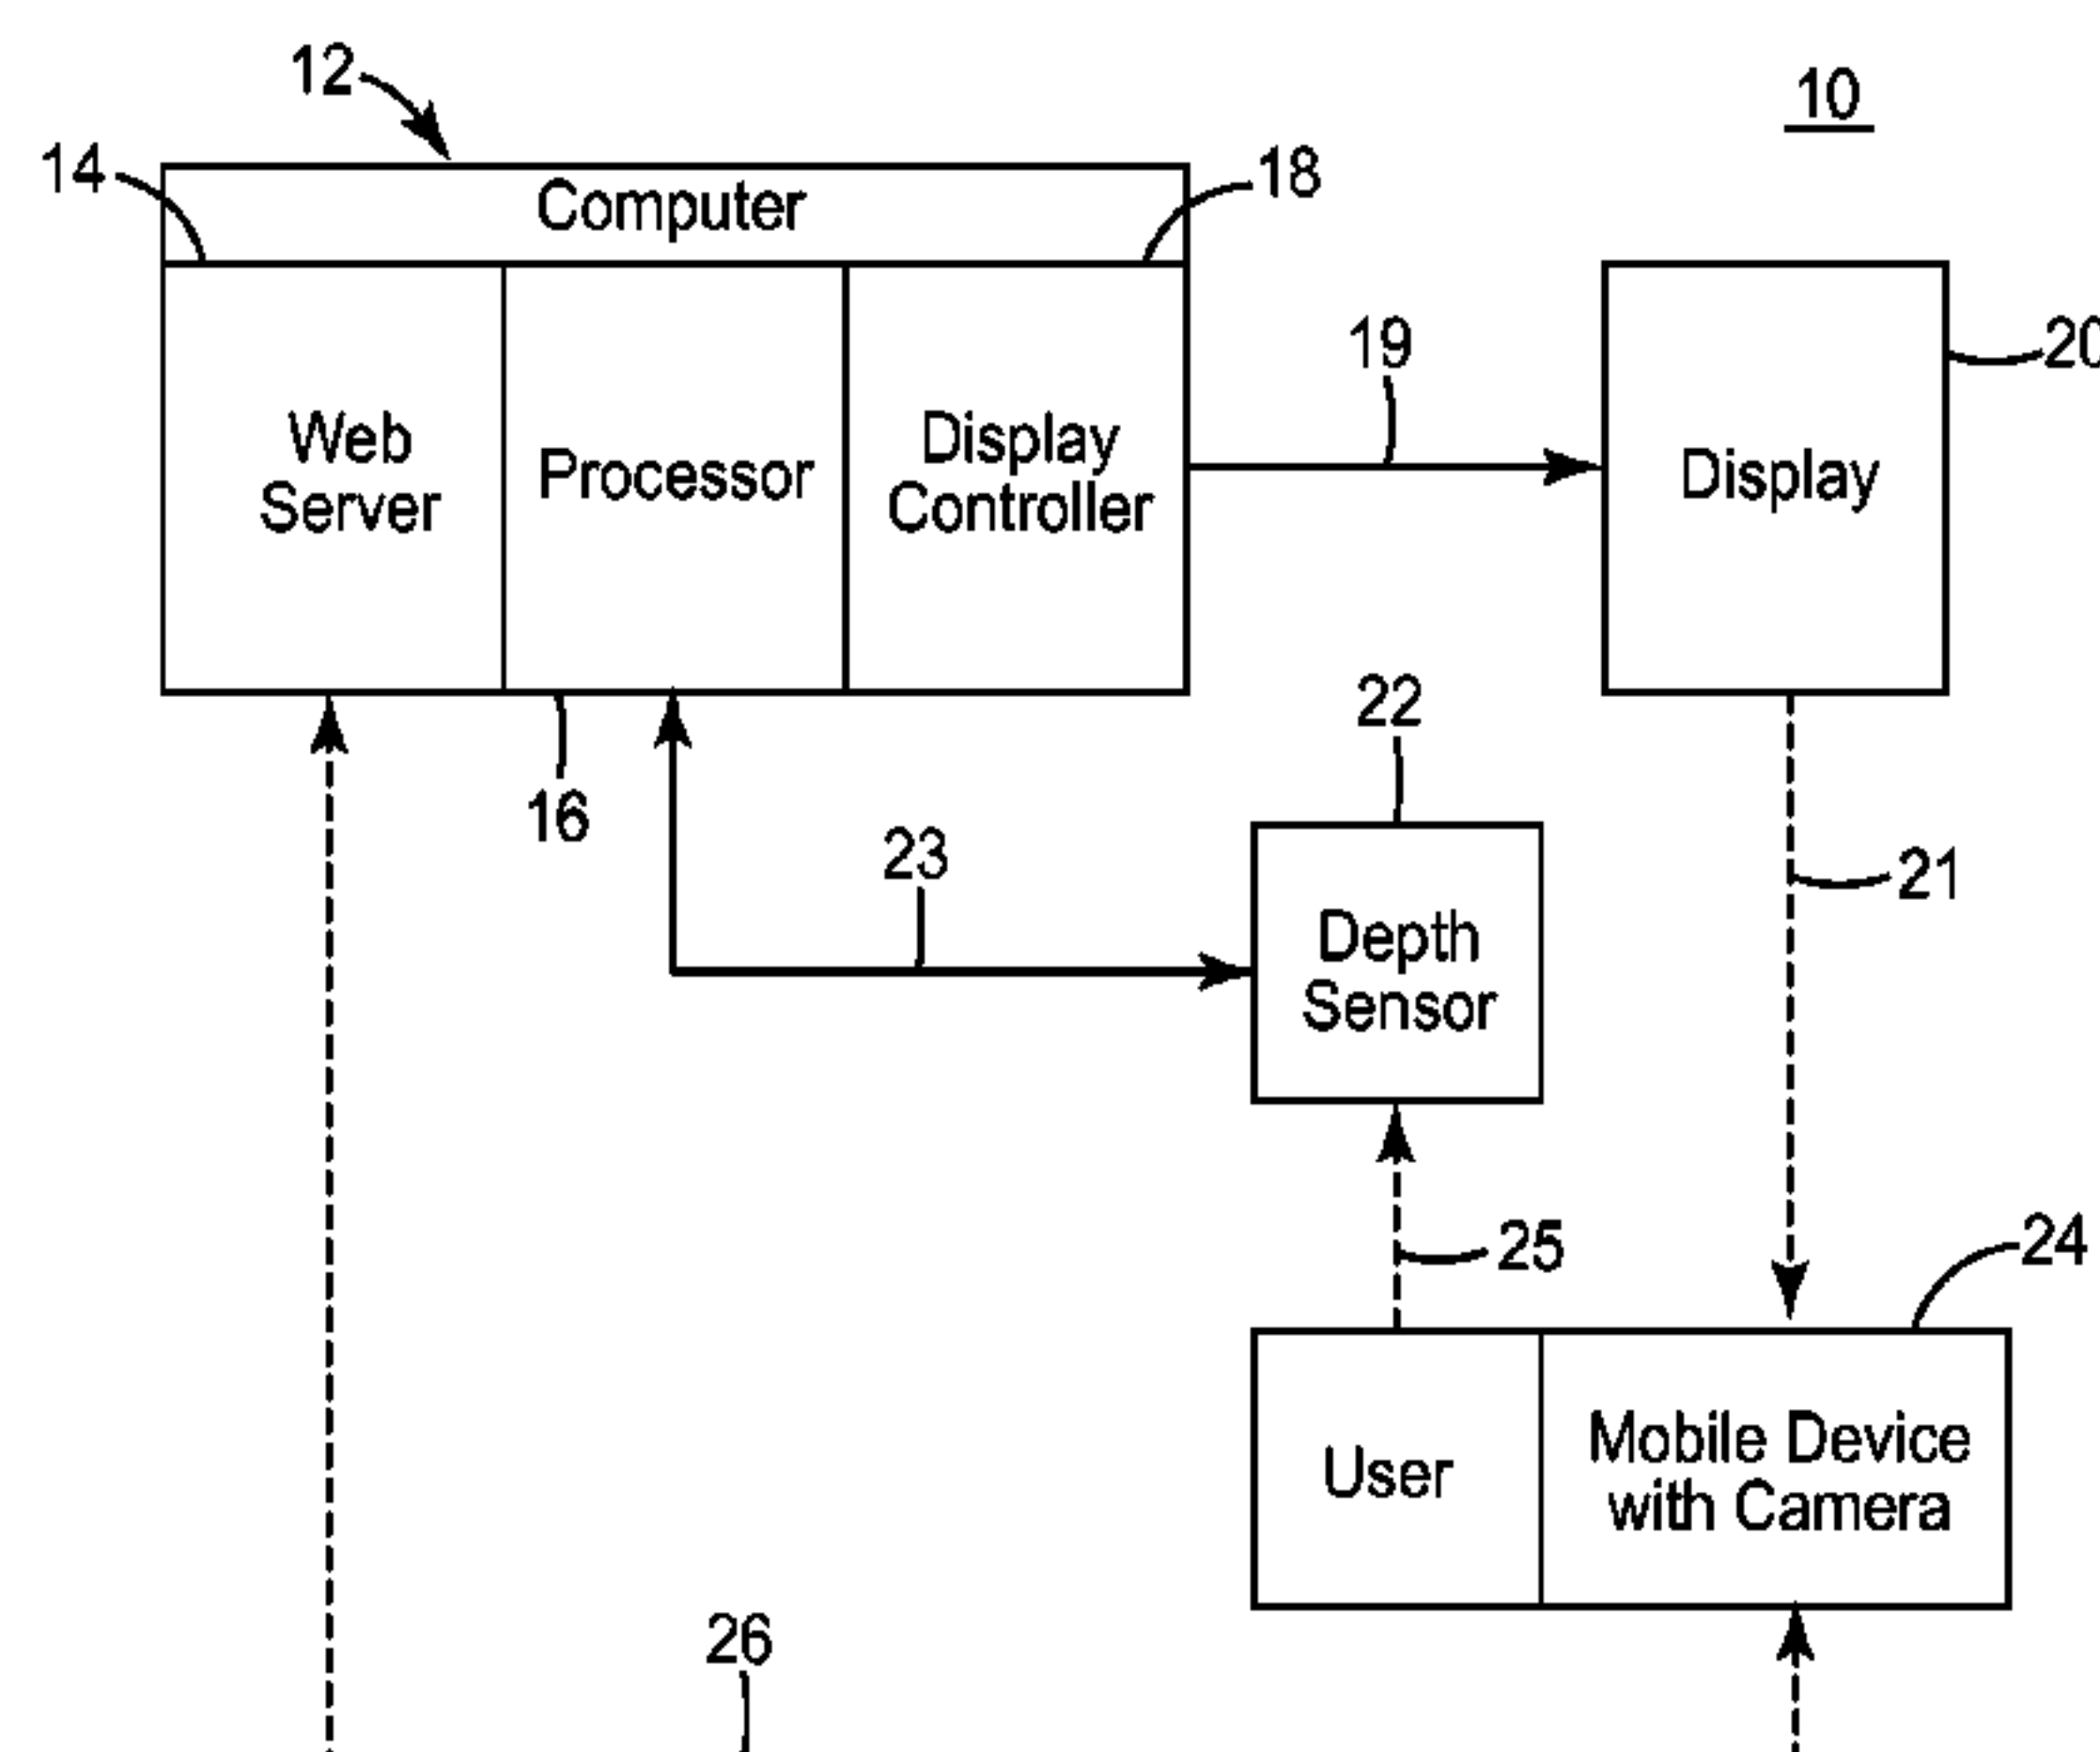 12
10
14
Computer
18
19
20
Web
Server
Processor
Display
Controller
Display
22
16
23
21
Depth
Sensor
25
24
User
Mobile Device
with Camera
26